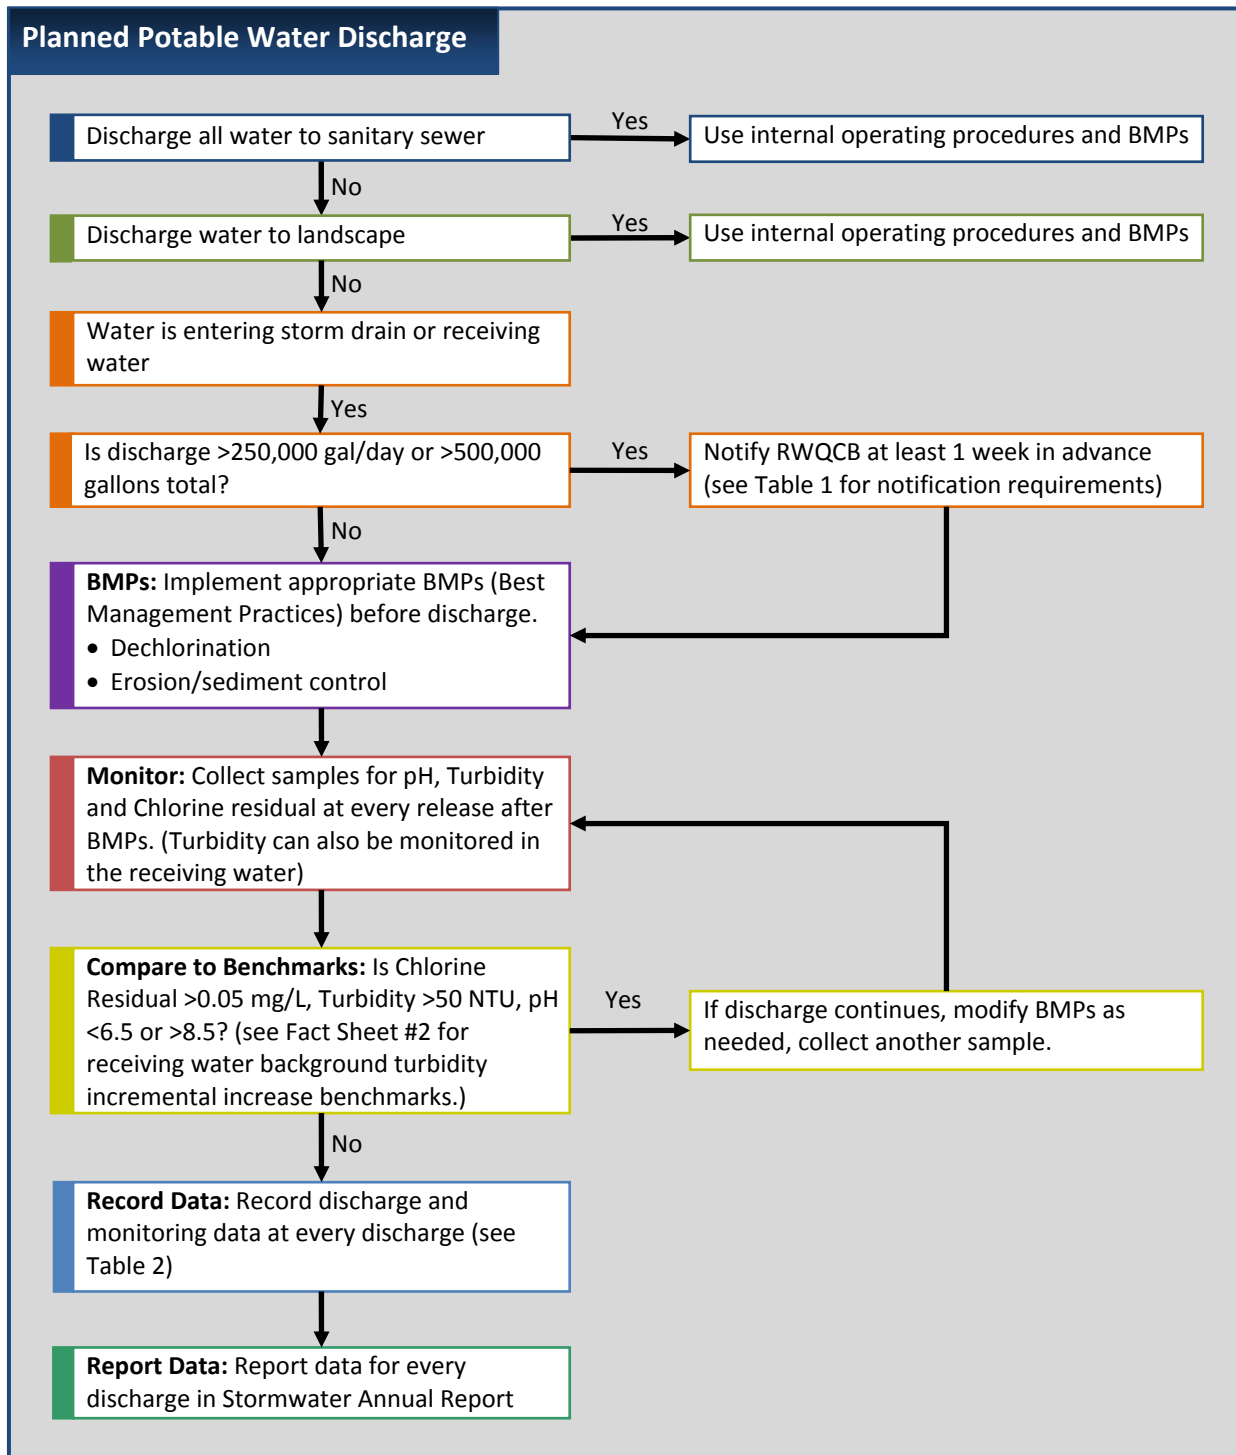 Planned Potable Water Discharge
Discharge all water to sanitary sewer
Yes
Use internal operating procedures and BMPs
No
Discharge water to landscape
Yes
Use internal operating procedures and BMPs
No
Water is entering storm drain or receiving
water
Yes
Is discharge >250,000 gal/day or >500,000
gallons total?
Yes
Notify RWQCB at least 1 week in advance
(see Table 1 for notification requirements)
No
BMPs: Implement appropriate BMPs (Best
Management Practices) before discharge.
• Dechlorination
• Erosion/sediment control
Monitor: Collect samples for pH, Turbidity
and Chlorine residual at every release after
BMPs. (Turbidity can also be monitored in
the receiving water)
Compare to Benchmarks: Is Chlorine
Residual >0.05 mg/L, Turbidity >50 NTU, pH
<6.5 or >8.5? (see Fact Sheet #2 for
receiving water background turbidity
incremental increase benchmarks.)
Yes
If discharge continues, modify BMPs as
needed, collect another sample.
No
Record Data: Record discharge and
monitoring data at every discharge (see
Table 2)
Report Data: Report data for every
discharge in Stormwater Annual Report